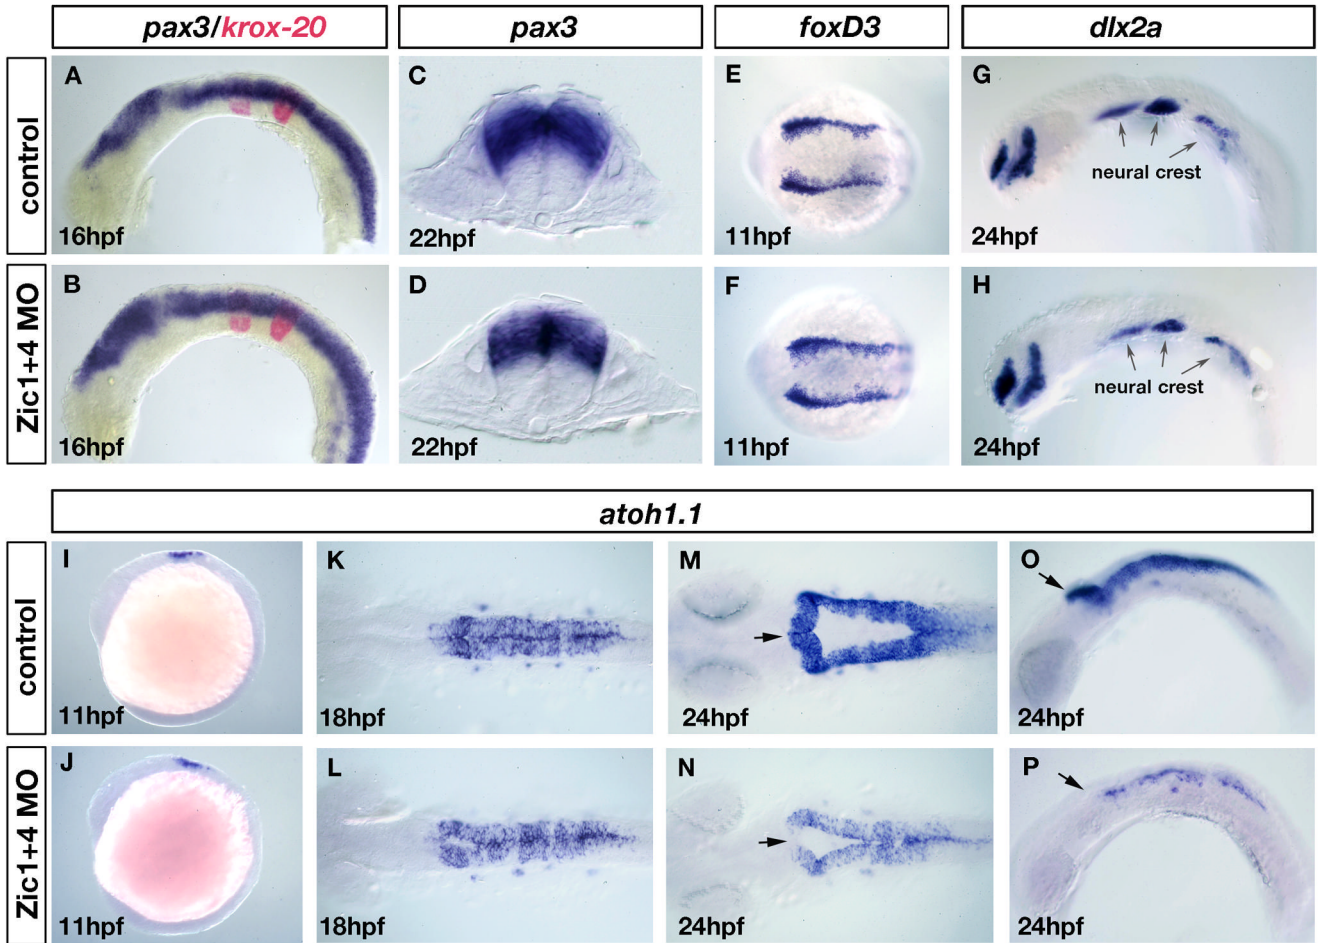 pax3/krox-20
pax3
foxD3
dlx2a
control
A
16hpf
C
22hpf
E
11hpf
G
neural crest
24hpf
Zic1+4 MO
B
16hpf
D
22hpf
F
11hpf
H
neural crest
24hpf
atoh1.1
control
I
11hpf
K
18hpf
M
24hpf
O
24hpf
Zic1+4 MO
J
11hpf
L
18hpf
N
24hpf
P
24hpf